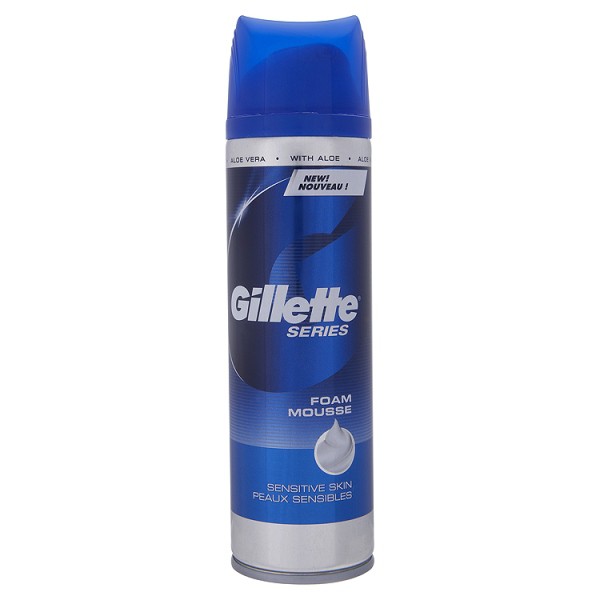 ALOE VERA • WITH ALOE • ALOE
NEW!
NOUVEAU !
Gillette
SERIES
FOAM
MOUSSE
SENSITIVE SKIN
PEAUX SENSIBLES